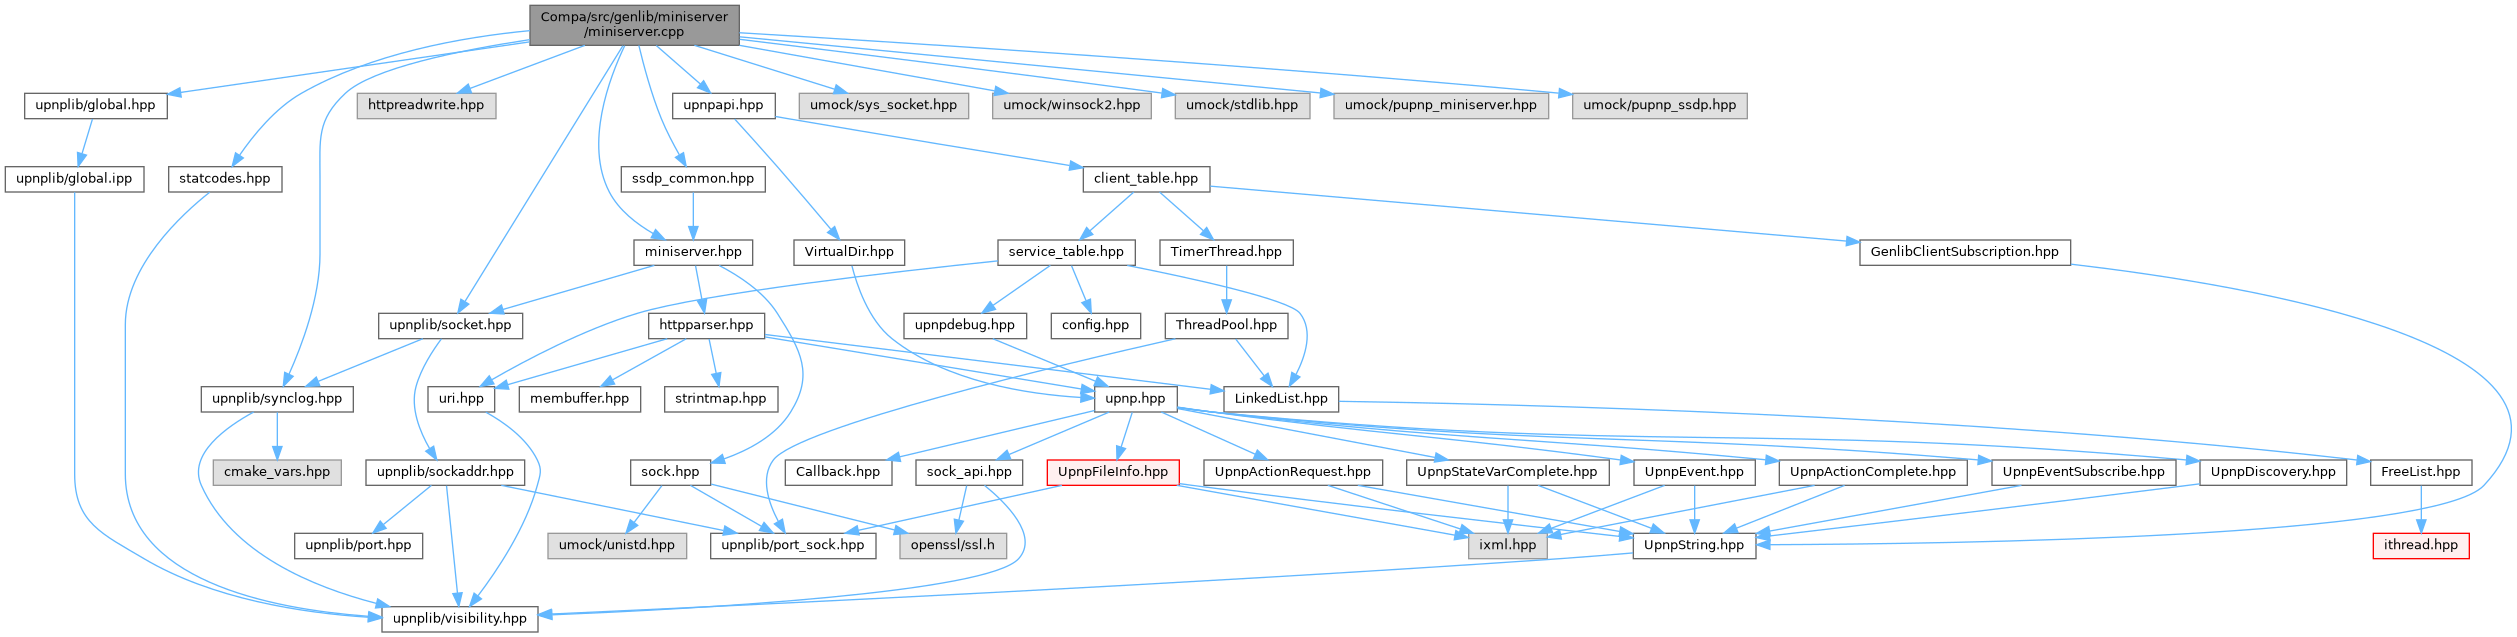 Compa/src/genlib/miniserver
/miniserver.cpp
upnplib/global.hpp
httpreadwrite.hpp
upnpapi.hpp
umock/sys_socket.hpp
umock/winsock2.hpp
umock/stdlib.hpp
umock/pupnp_miniserver.hpp
umock/pupnp_ssdp.hpp
upnplib/global.ipp
statcodes.hpp
ssdp_common.hpp
client_table.hpp
miniserver.hpp
VirtualDir.hpp
service_table.hpp
TimerThread.hpp
GenlibClientSubscription.hpp
upnplib/socket.hpp
httpparser.hpp
upnpdebug.hpp
config.hpp
ThreadPool.hpp
upnplib/synclog.hpp
uri.hpp
membuffer.hpp
strintmap.hpp
upnp.hpp
LinkedList.hpp
cmake_vars.hpp
upnplib/sockaddr.hpp
sock.hpp
Callback.hpp
sock_api.hpp
UpnpFileInfo.hpp
UpnpActionRequest.hpp
UpnpStateVarComplete.hpp
UpnpEvent.hpp
UpnpActionComplete.hpp
UpnpEventSubscribe.hpp
UpnpDiscovery.hpp
FreeList.hpp
upnplib/port.hpp
umock/unistd.hpp
upnplib/port_sock.hpp
openssl/ssl.h
ixml.hpp
UpnpString.hpp
ithread.hpp
upnplib/visibility.hpp